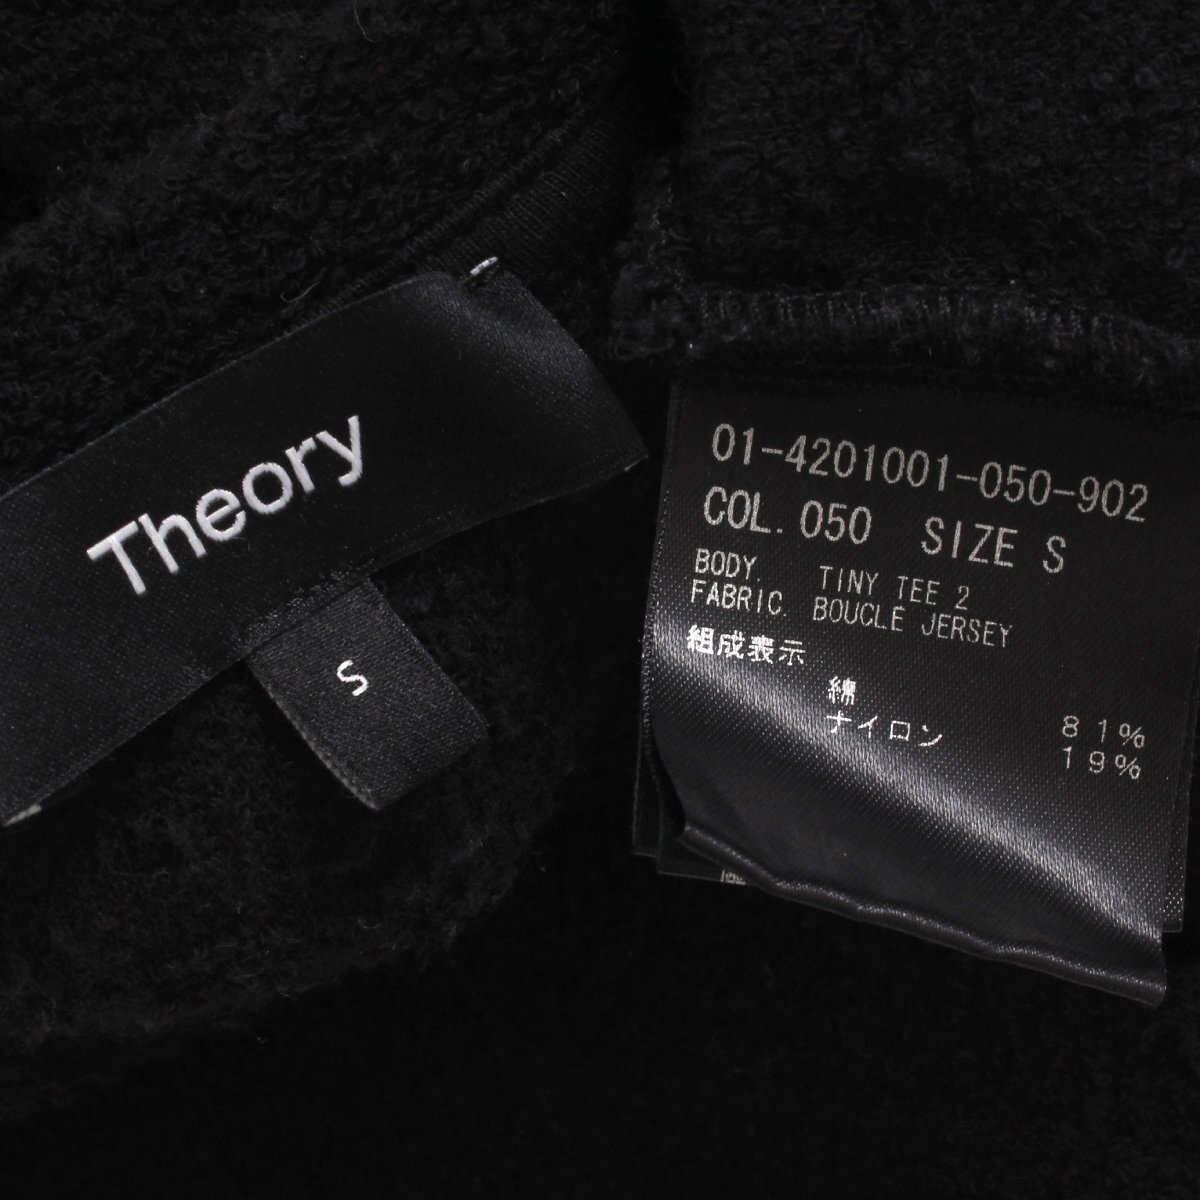 Theory
S
01-4201001-050-902
COL. 050 SIZE S
BODY. TINY TEE 2
FABRIC. BOUCLE JERSEY
組成表示
綿 81%
ナイロン 19%